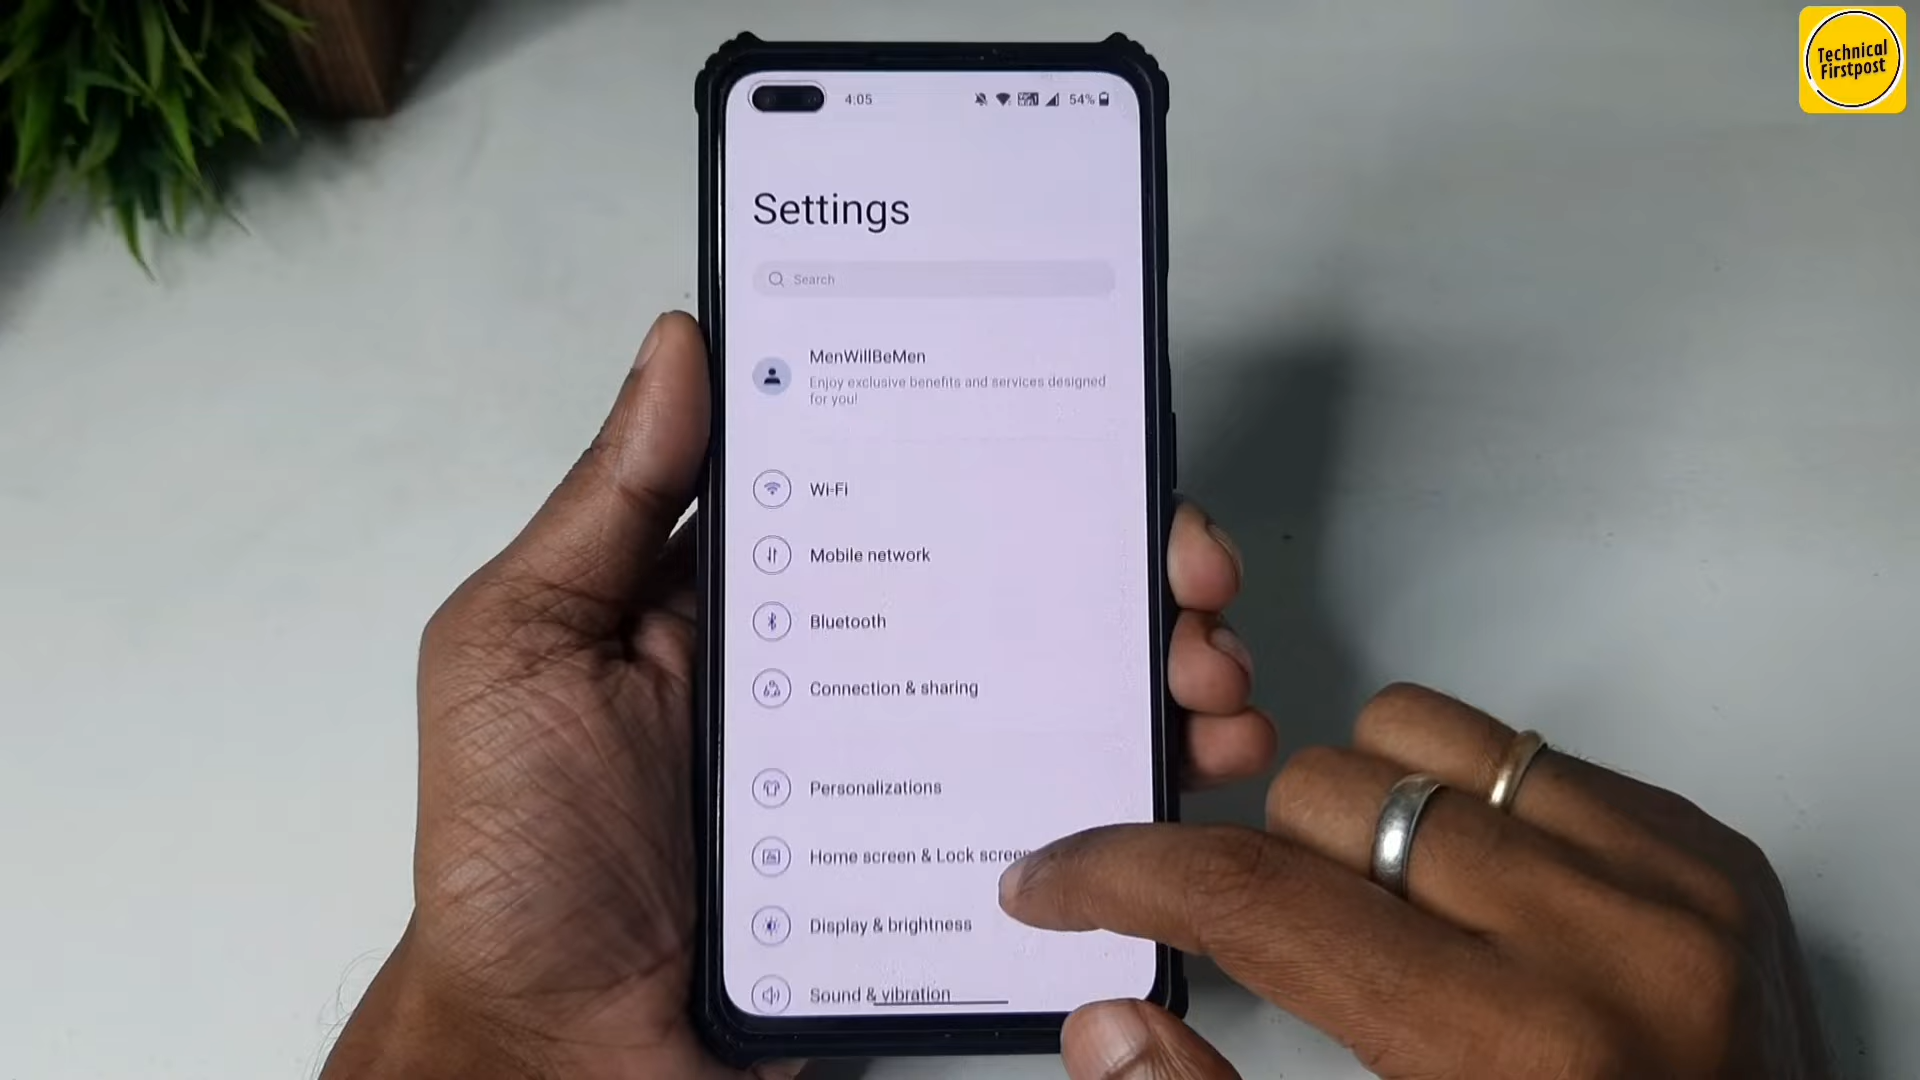 Technical
Firstpost
4:05
54%
Settings
Search
MenWillBeMen
Enjoy exclusive benefits and services designed
for you!
Wi-Fi
Mobile network
Bluetooth
Connection & sharing
Personalizations
Home screen & Lock screen
Display & brightness
Sound & vibration